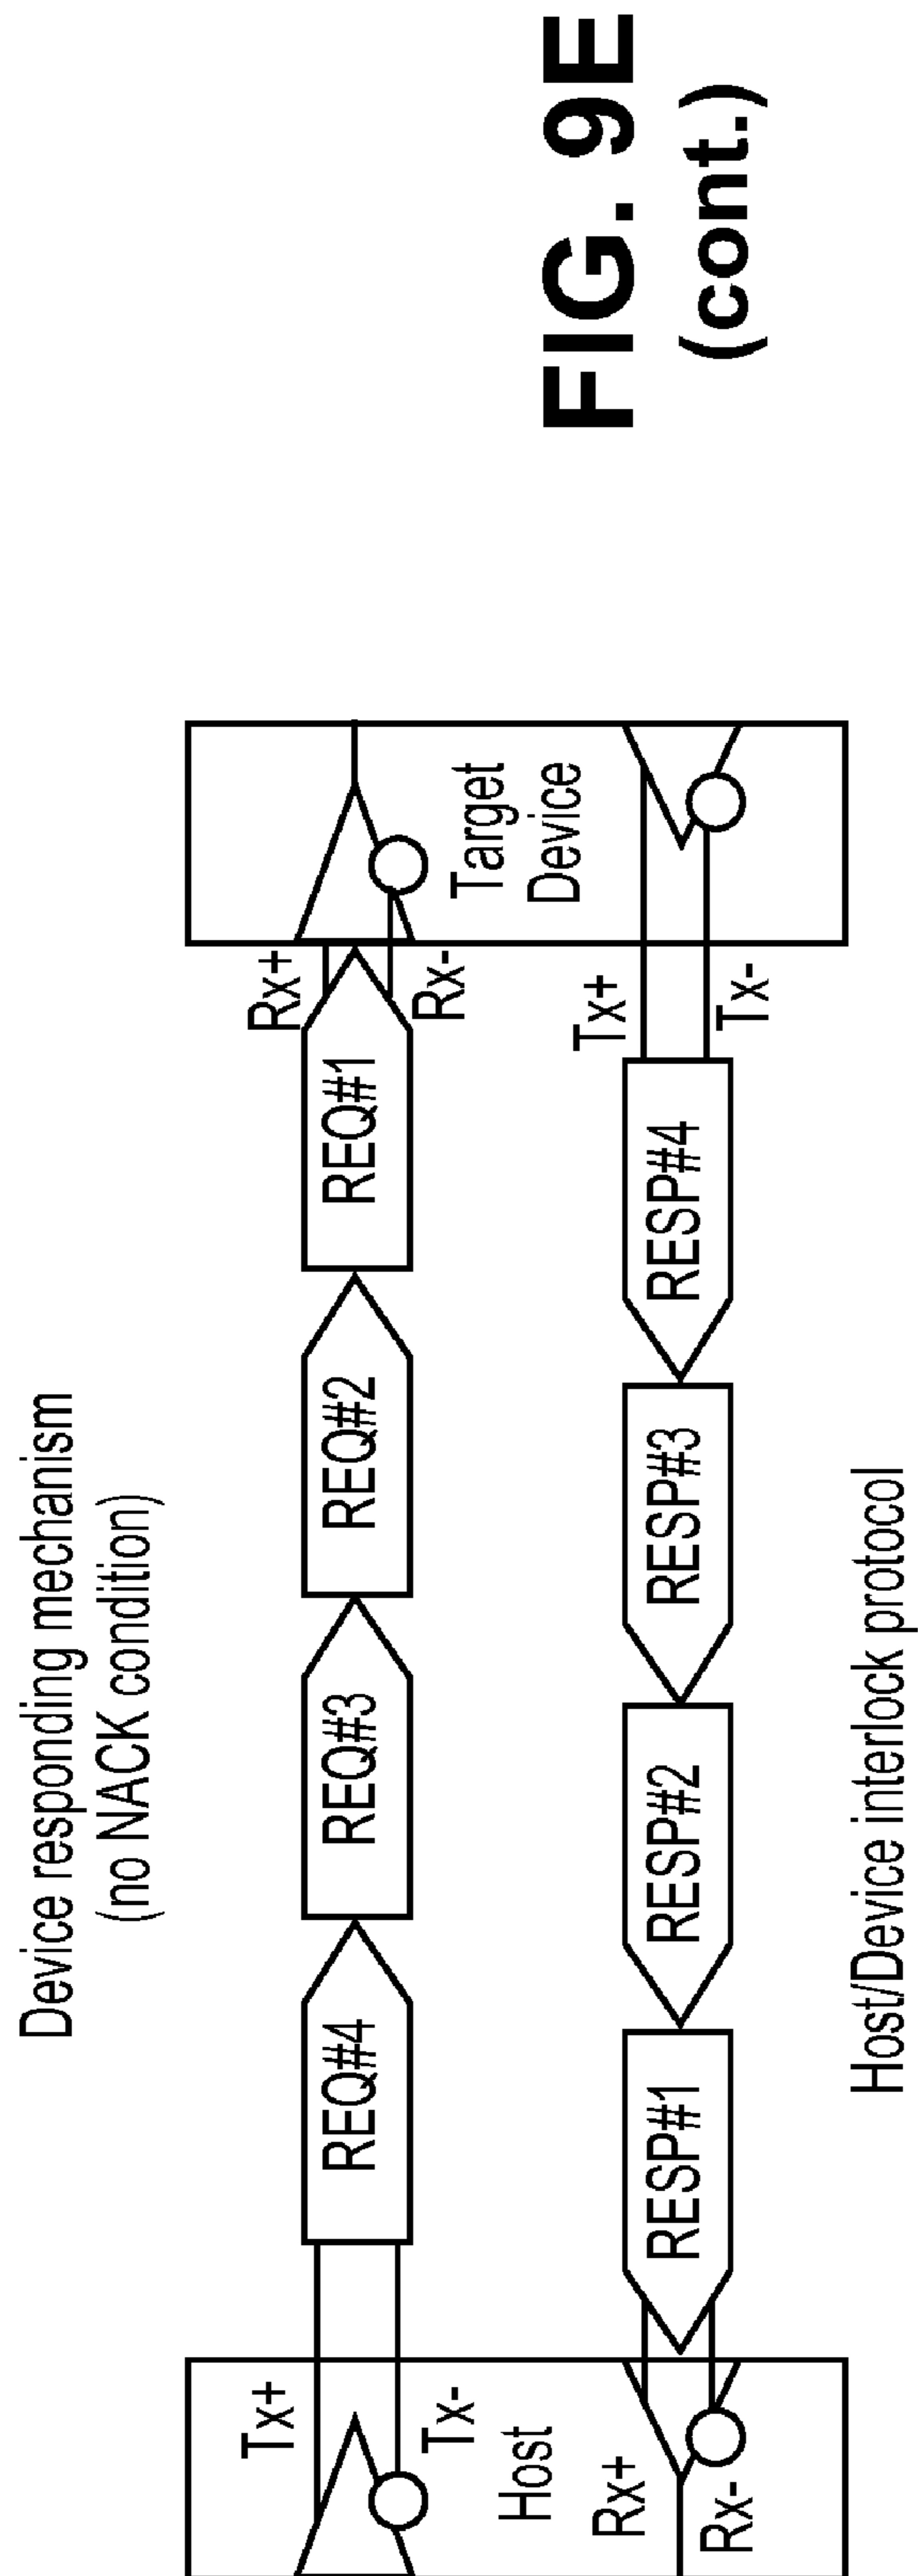 Device responding mechanism
(no NACK condition)
Tx+
Tx-
REQ#4
REQ#3
REQ#2
REQ#1
Rx+
Rx-
Host
Target
Device
Rx+
Rx-
RESP#1
RESP#2
RESP#3
RESP#4
Tx+
Tx-
Host/Device interlock protocol
FIG. 9E
(cont.)